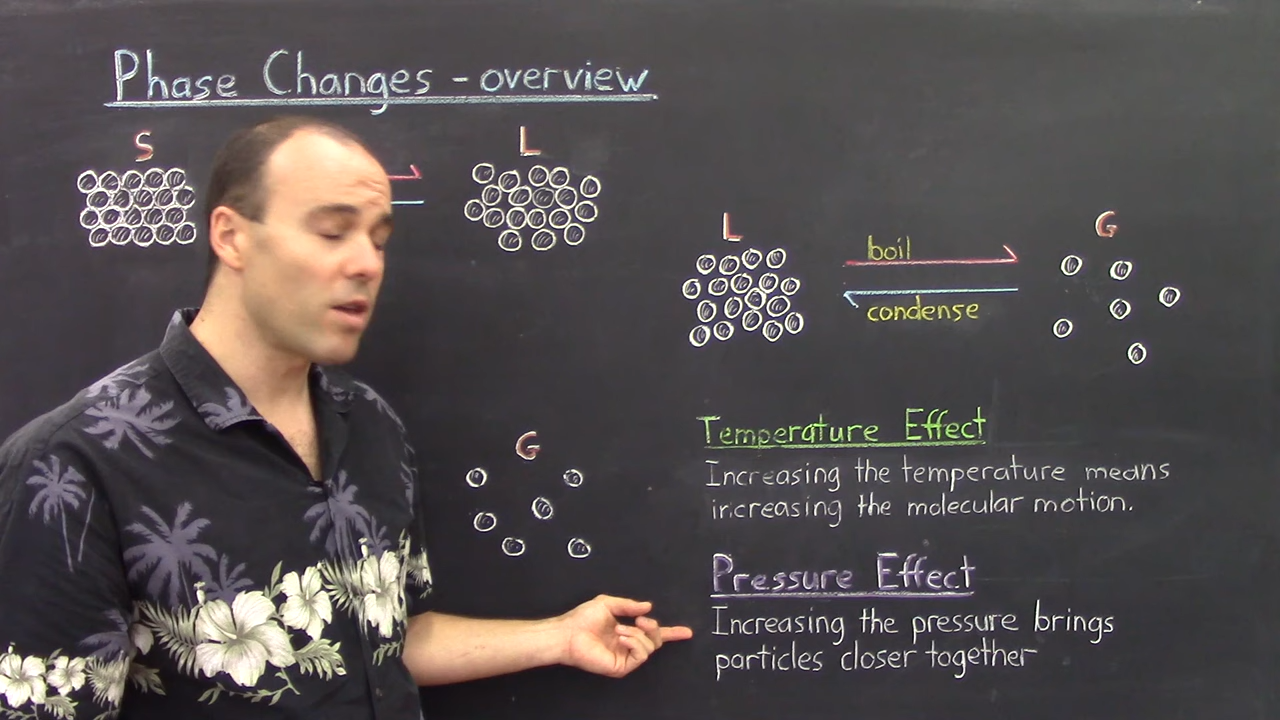 Phase Changes - overview
S
L
L
boil
G
condense
G
Temperature Effect
Increasing the temperature means
increasing the molecular motion.
Pressure Effect
Increasing the pressure brings
particles closer together